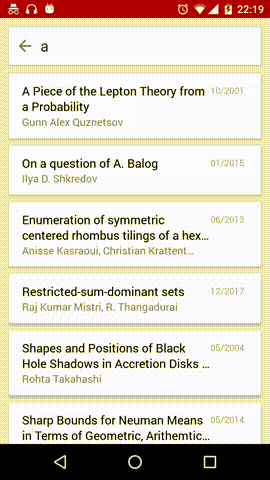 22:19
a
A Piece of the Lepton Theory from 10/2001
a Probability
Gunn Alex Quznetsov
On a question of A. Balog 01/2015
Ilya D. Shkredov
Enumeration of symmetric 06/2013
centered rhombus tilings of a hex...
Anisse Kasraoui, Christian Krattent...
Restricted-sum-dominant sets 12/2017
Raj Kumar Mistri, R. Thangadurai
Shapes and Positions of Black 05/2004
Hole Shadows in Accretion Disks ...
Rohta Takahashi
Sharp Bounds for Neuman Means 05/2014
in Terms of Geometric, Arithemtic...